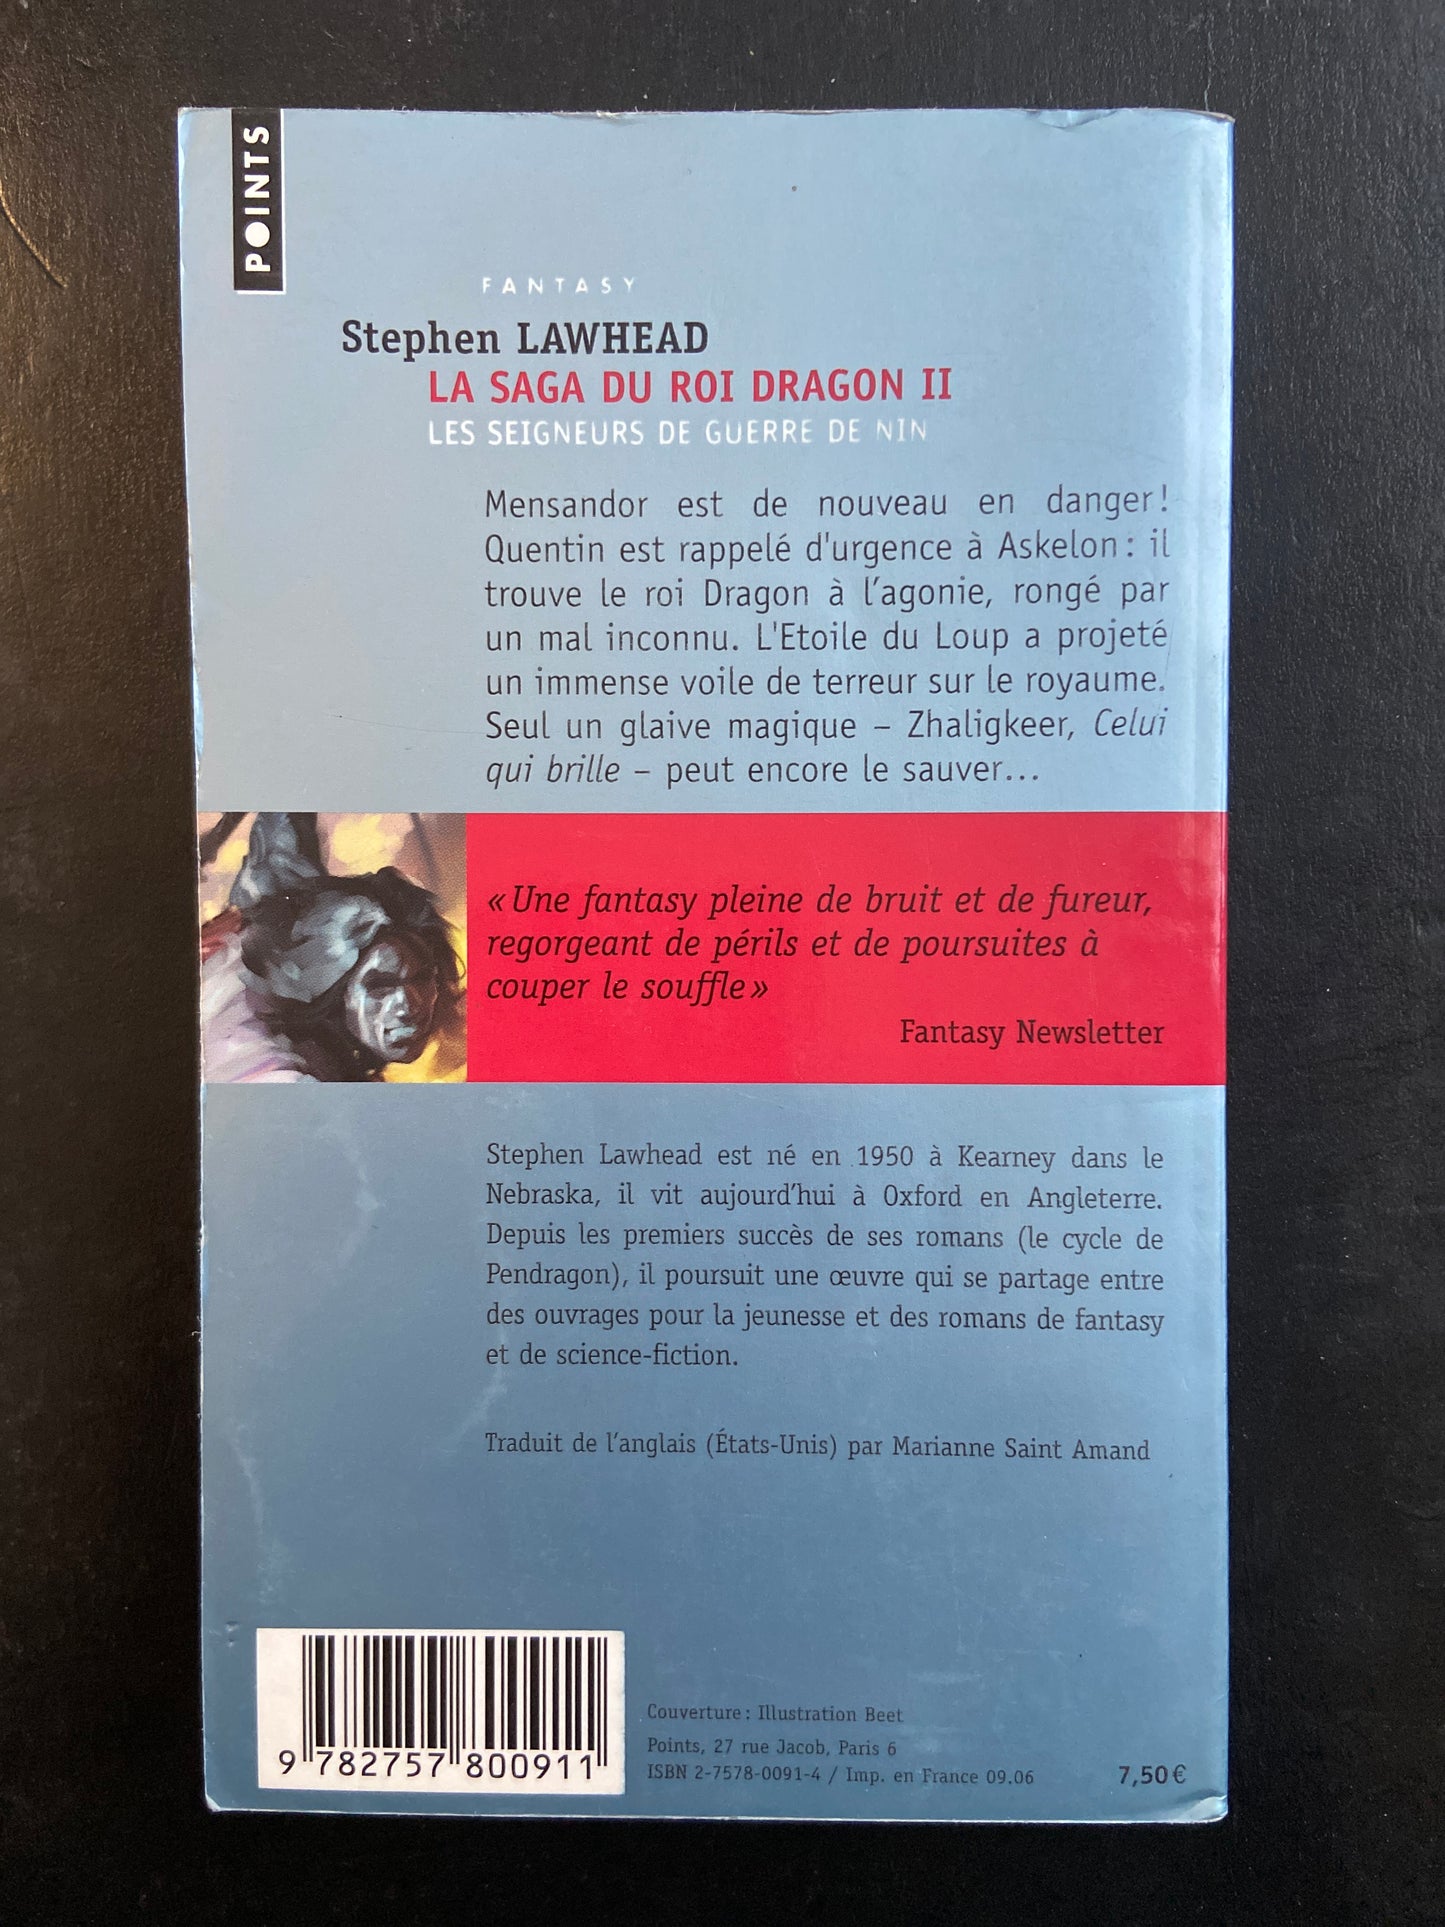 POINTS
FANTASY
Stephen LAWHEAD
LA SAGA DU ROI DRAGON II
LES SEIGNEURS DE GUERRE DE NIN
Mensandor est de nouveau en danger !
Quentin est rappelé d'urgence à Askelon : il
trouve le roi Dragon à l’agonie, rongé par
un mal inconnu. L'Etoile du Loup a projeté
un immense voile de terreur sur le royaume.
Seul un glaive magique – Zhaligkeer, Celui
qui brille – peut encore le sauver…
« Une fantasy pleine de bruit et de fureur,
regorgeant de périls et de poursuites à
couper le souffle »
Fantasy Newsletter
Stephen Lawhead est né en 1950 à Kearney dans le
Nebraska, il vit aujourd’hui à Oxford en Angleterre.
Depuis les premiers succès de ses romans (le cycle de
Pendragon), il poursuit une œuvre qui se partage entre
des ouvrages pour la jeunesse et des romans de fantasy
et de science-fiction.
Traduit de l’anglais (États-Unis) par Marianne Saint Amand
9 782757 800911
Couverture : Illustration Beet
Points, 27 rue Jacob, Paris 6
ISBN 2-7578-0091-4 / Imp. en France 09.06
7,50 €